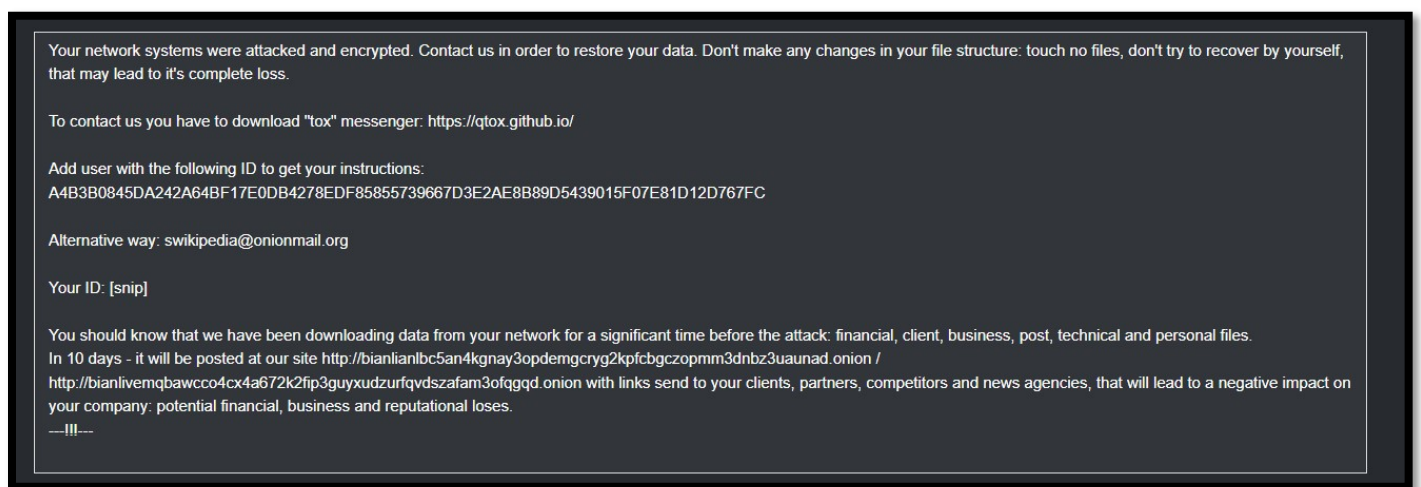 Your network systems were attacked and encrypted. Contact us in order to restore your data. Don't make any changes in your file structure: touch no files, don't try to recover by yourself,
that may lead to it's complete loss.
To contact us you have to download "tox" messenger: https://qtox.github.io/
Add user with the following ID to get your instructions:
A4B3B0845DA242A64BF17E0DB4278EDF85855739667D3E2AE8B89D5439015F07E81D12D767FC
Alternative way: swikipedia@onionmail.org
Your ID: [snip]
You should know that we have been downloading data from your network for a significant time before the attack: financial, client, business, post, technical and personal files.
In 10 days - it will be posted at our site http://bianlianlbc5an4kgnay3opdemgcryg2kpfcbgczopmm3dnbz3uaunad.onion /
http://bianlivemqbawcco4cx4a672k2fip3guyxudzurfqvdszafam3ofqgqd.onion with links send to your clients, partners, competitors and news agencies, that will lead to a negative impact on
your company: potential financial, business and reputational loses.
---!!!---